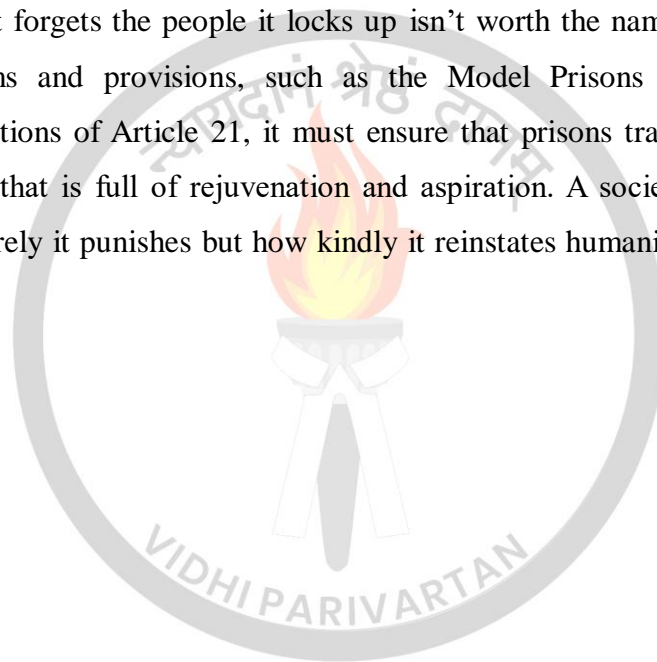 t forgets the people it locks up isn't worth the nam
ns and provisions, such as the Model Prisons
tions of Article 21, it must ensure that prisons tra
that is full of rejuvenation and aspiration. A socie
rely it punishes but how kindly it reinstates humani
न्यायदानं श्रेष्ठं दानम्
VIDHI PARIVARTAN